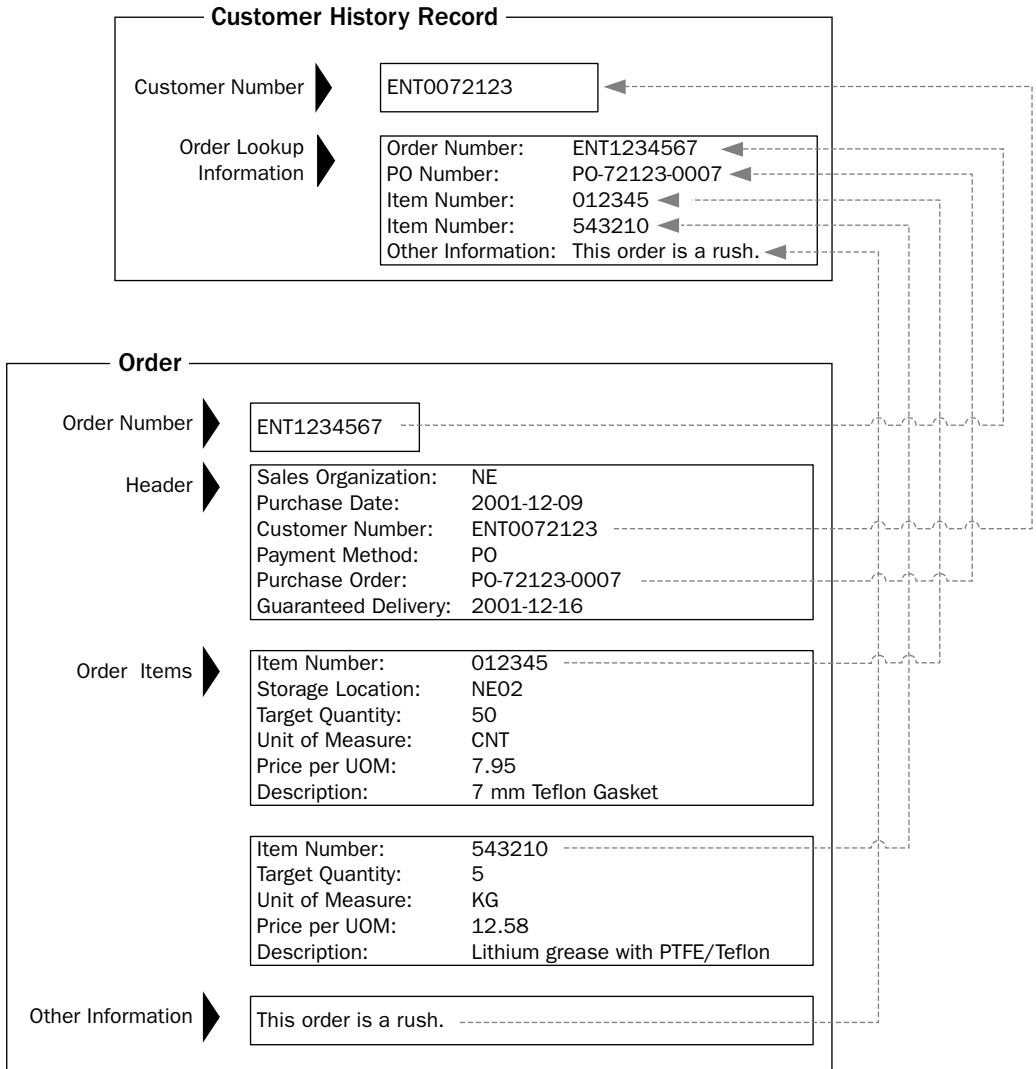 Customer History Record
Customer Number
ENT0072123
Order Lookup
Information
Order Number: ENT1234567
PO Number: PO-72123-0007
Item Number: 012345
Item Number: 543210
Other Information: This order is a rush.
Order
Order Number
ENT1234567
Header
Sales Organization: NE
Purchase Date: 2001-12-09
Customer Number: ENT0072123
Payment Method: PO
Purchase Order: PO-72123-0007
Guaranteed Delivery: 2001-12-16
Order Items
Item Number: 012345
Storage Location: NE02
Target Quantity: 50
Unit of Measure: CNT
Price per UOM: 7.95
Description: 7 mm Teflon Gasket
Item Number: 543210
Target Quantity: 5
Unit of Measure: KG
Price per UOM: 12.58
Description: Lithium grease with PTFE/Teflon
Other Information
This order is a rush.